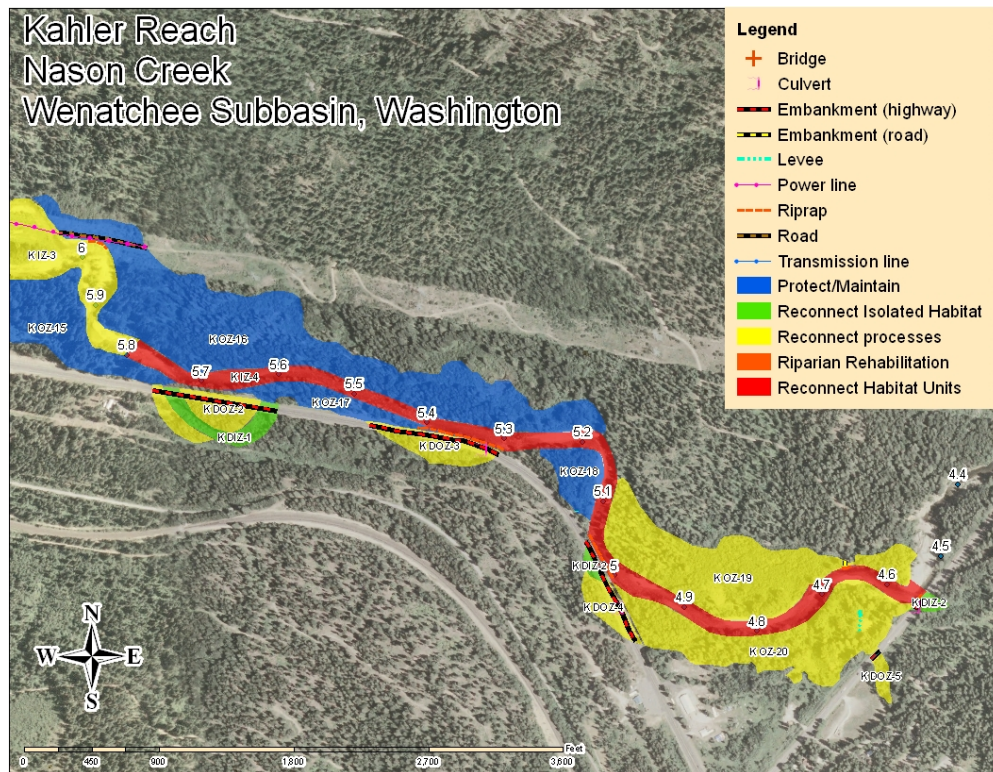 Kahler Reach
Nason Creek
Wenatchee Subbasin, Washington
Legend
Bridge
Culvert
Embankment (highway)
Embankment (road)
Levee
Power line
Riprap
Road
Transmission line
Protect/Maintain
Reconnect Isolated Habitat
Reconnect processes
Riparian Rehabilitation
Reconnect Habitat Units
K IZ-3
6
5.9
K OZ-15
K OZ-16
5.8
5.7
K IZ-4
5.6
5.5
K OZ-17
5.4
5.3
5.2
K DOZ-2
K DIZ-1
K DOZ-3
K OZ-18
5.1
4.4
4.5
K DIZ-2
5
K OZ-19
4.9
4.8
4.7
4.6
K DIZ-2
K DOZ-4
K OZ-20
K DOZ-5
N
W
E
S
0
450
900
1,800
2,700
3,600
Feet